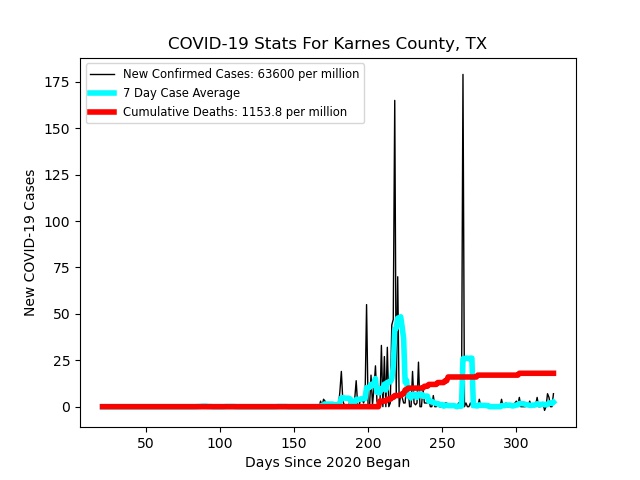 COVID-19 Stats For Karnes County, TX
New Confirmed Cases: 63600 per million
7 Day Case Average
Cumulative Deaths: 1153.8 per million
175
150
125
100
75
50
25
0
New COVID-19 Cases
50 100 150 200 250 300
Days Since 2020 Began